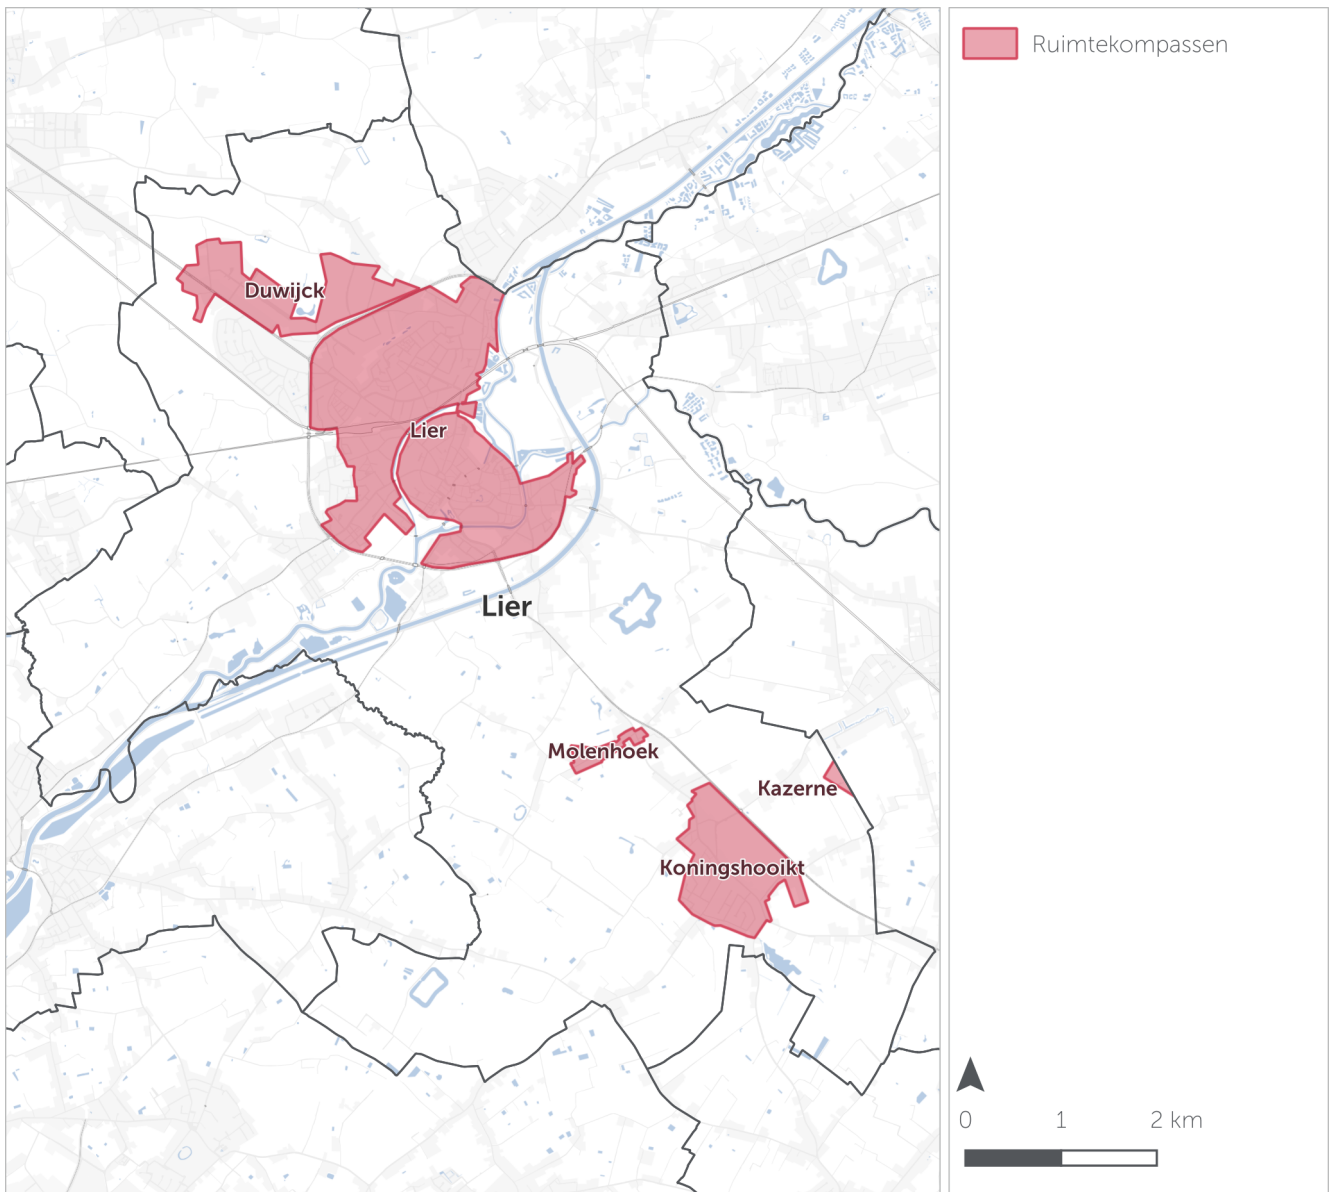 Ruimtekompassen
Duwijck
Lier
Lier
Molenhoek
Kazerne
Koningshooikt
0 1 2 km